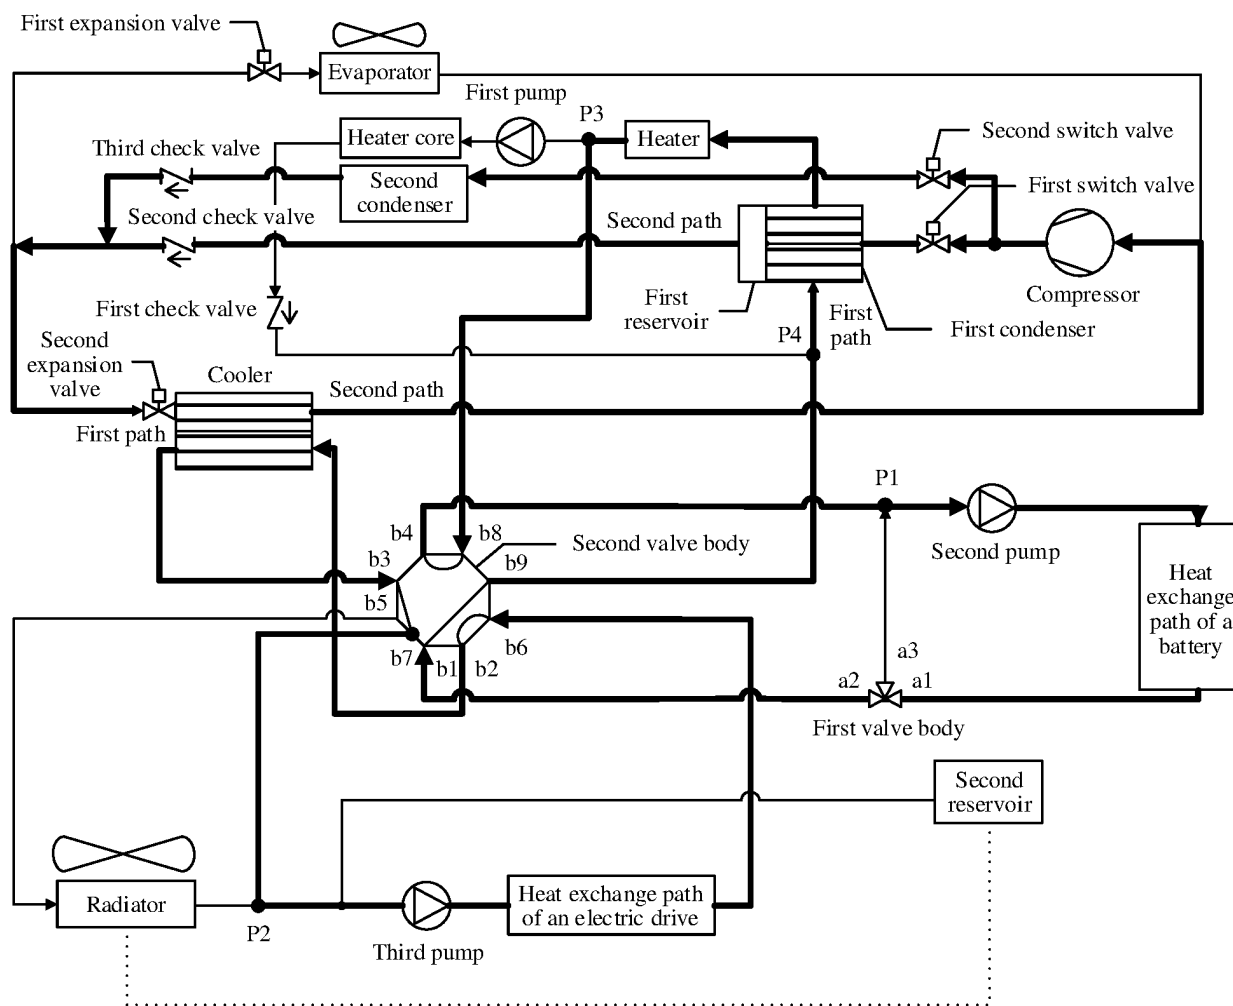 First expansion valve
Evaporator
First pump
P3
Heater core
Heater
Second switch valve
Third check valve
Second
condenser
First switch valve
Second check valve
Second path
First check valve
First
reservoir
First
path
Compressor
First condenser
P4
Second
expansion
valve
Cooler
Second path
First path
P1
b4
b8
Second valve body
Second pump
b3
b9
Heat
exchange
path of a
battery
b5
b6
b7
b1
b2
a3
a2
a1
First valve body
Second
reservoir
Radiator
Heat exchange path
of an electric drive
P2
Third pump